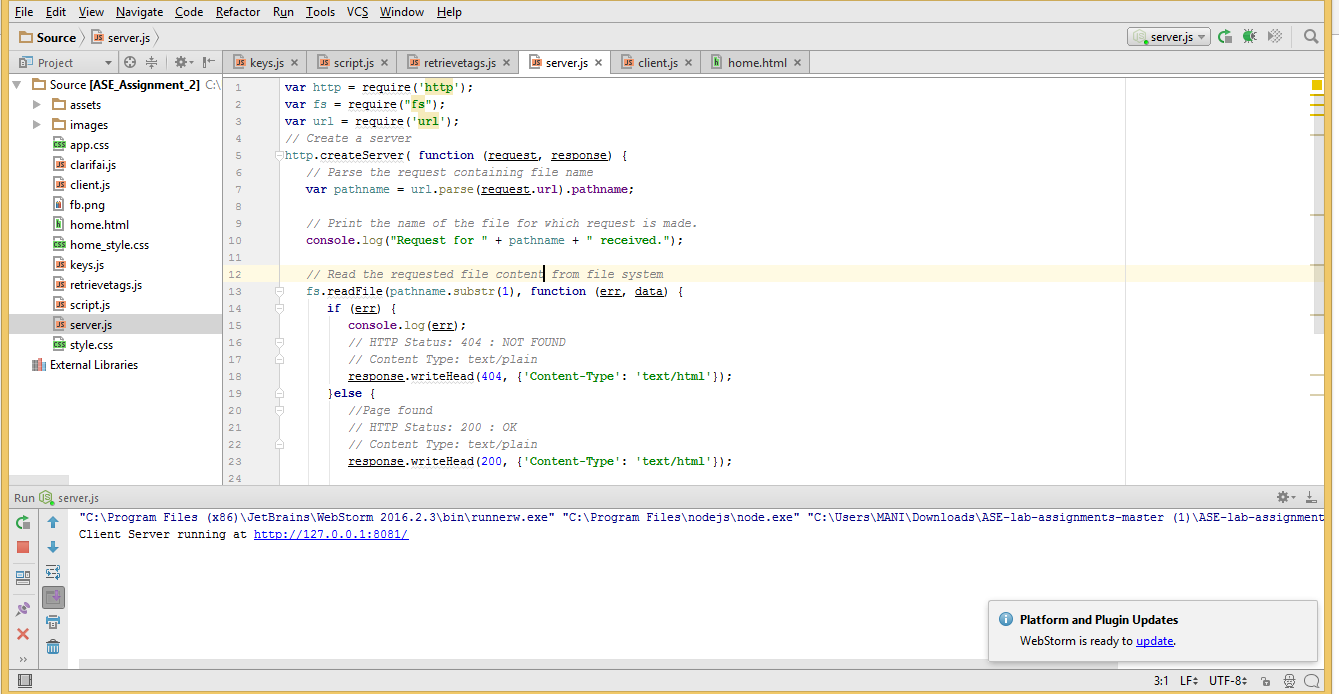 File Edit View Navigate Code Refactor Run Tools VCS Window Help
Source server.js server.js
Project keys.js script.js retrievetags.js server.js client.js home.html
Source [ASE_Assignment_2] C:\
assets
images
app.css
clarifai.js
client.js
fb.png
home.html
home_style.css
keys.js
retrievetags.js
script.js
server.js
style.css
External Libraries
1 var http = require('http');
2 var fs = require("fs");
3 var url = require('url');
4 // Create a server
5 http.createServer( function (request, response) {
6 // Parse the request containing file name
7 var pathname = url.parse(request.url).pathname;
8
9 // Print the name of the file for which request is made.
10 console.log("Request for " + pathname + " received.");
11
12 // Read the requested file content from file system
13 fs.readFile(pathname.substr(1), function (err, data) {
14 if (err) {
15 console.log(err);
16 // HTTP Status: 404 : NOT FOUND
17 // Content Type: text/plain
18 response.writeHead(404, {'Content-Type': 'text/html'});
19 }else {
20 //Page found
21 // HTTP Status: 200 : OK
22 // Content Type: text/plain
23 response.writeHead(200, {'Content-Type': 'text/html'});
24
Run server.js
"C:\Program Files (x86)\JetBrains\WebStorm 2016.2.3\bin\runnerw.exe" "C:\Program Files\nodejs\node.exe" "C:\Users\MANI\Downloads\ASE-lab-assignments-master (1)\ASE-lab-assignment
Client Server running at http://127.0.0.1:8081/
Platform and Plugin Updates
WebStorm is ready to update.
3:1 LF UTF-8